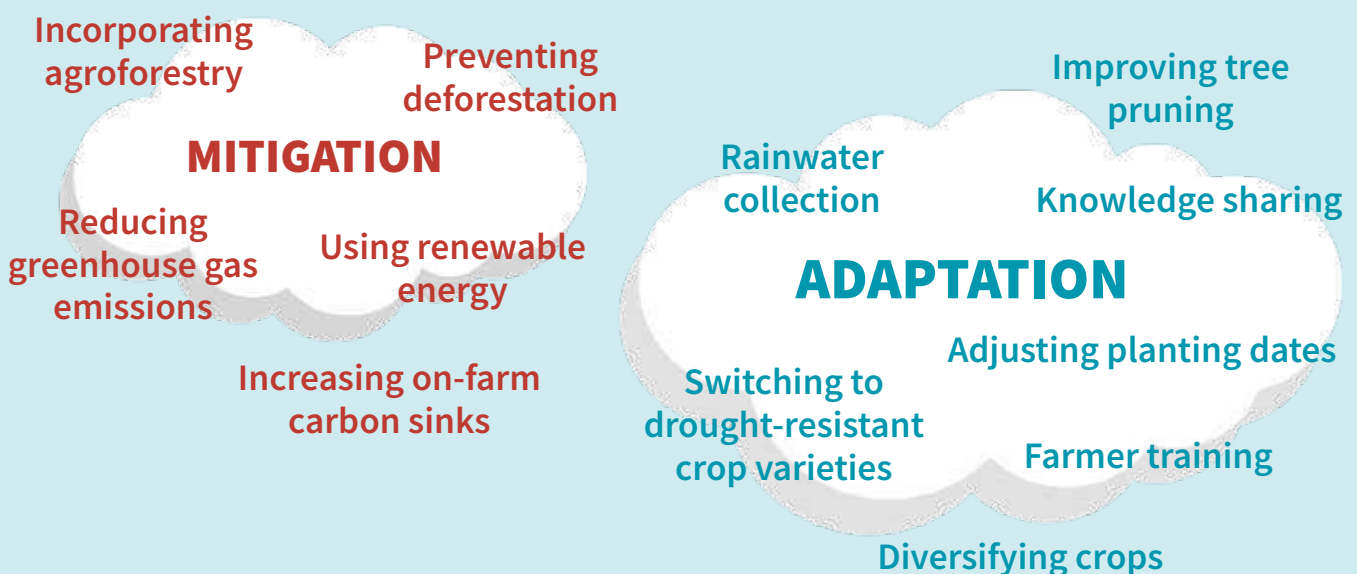 Incorporating
agroforestry
Preventing
deforestation
MITIGATION
Reducing
greenhouse gas
emissions
Using renewable
energy
Increasing on-farm
carbon sinks
Improving tree
pruning
Rainwater
collection
Knowledge sharing
ADAPTATION
Adjusting planting dates
Switching to
drought-resistant
crop varieties
Farmer training
Diversifying crops